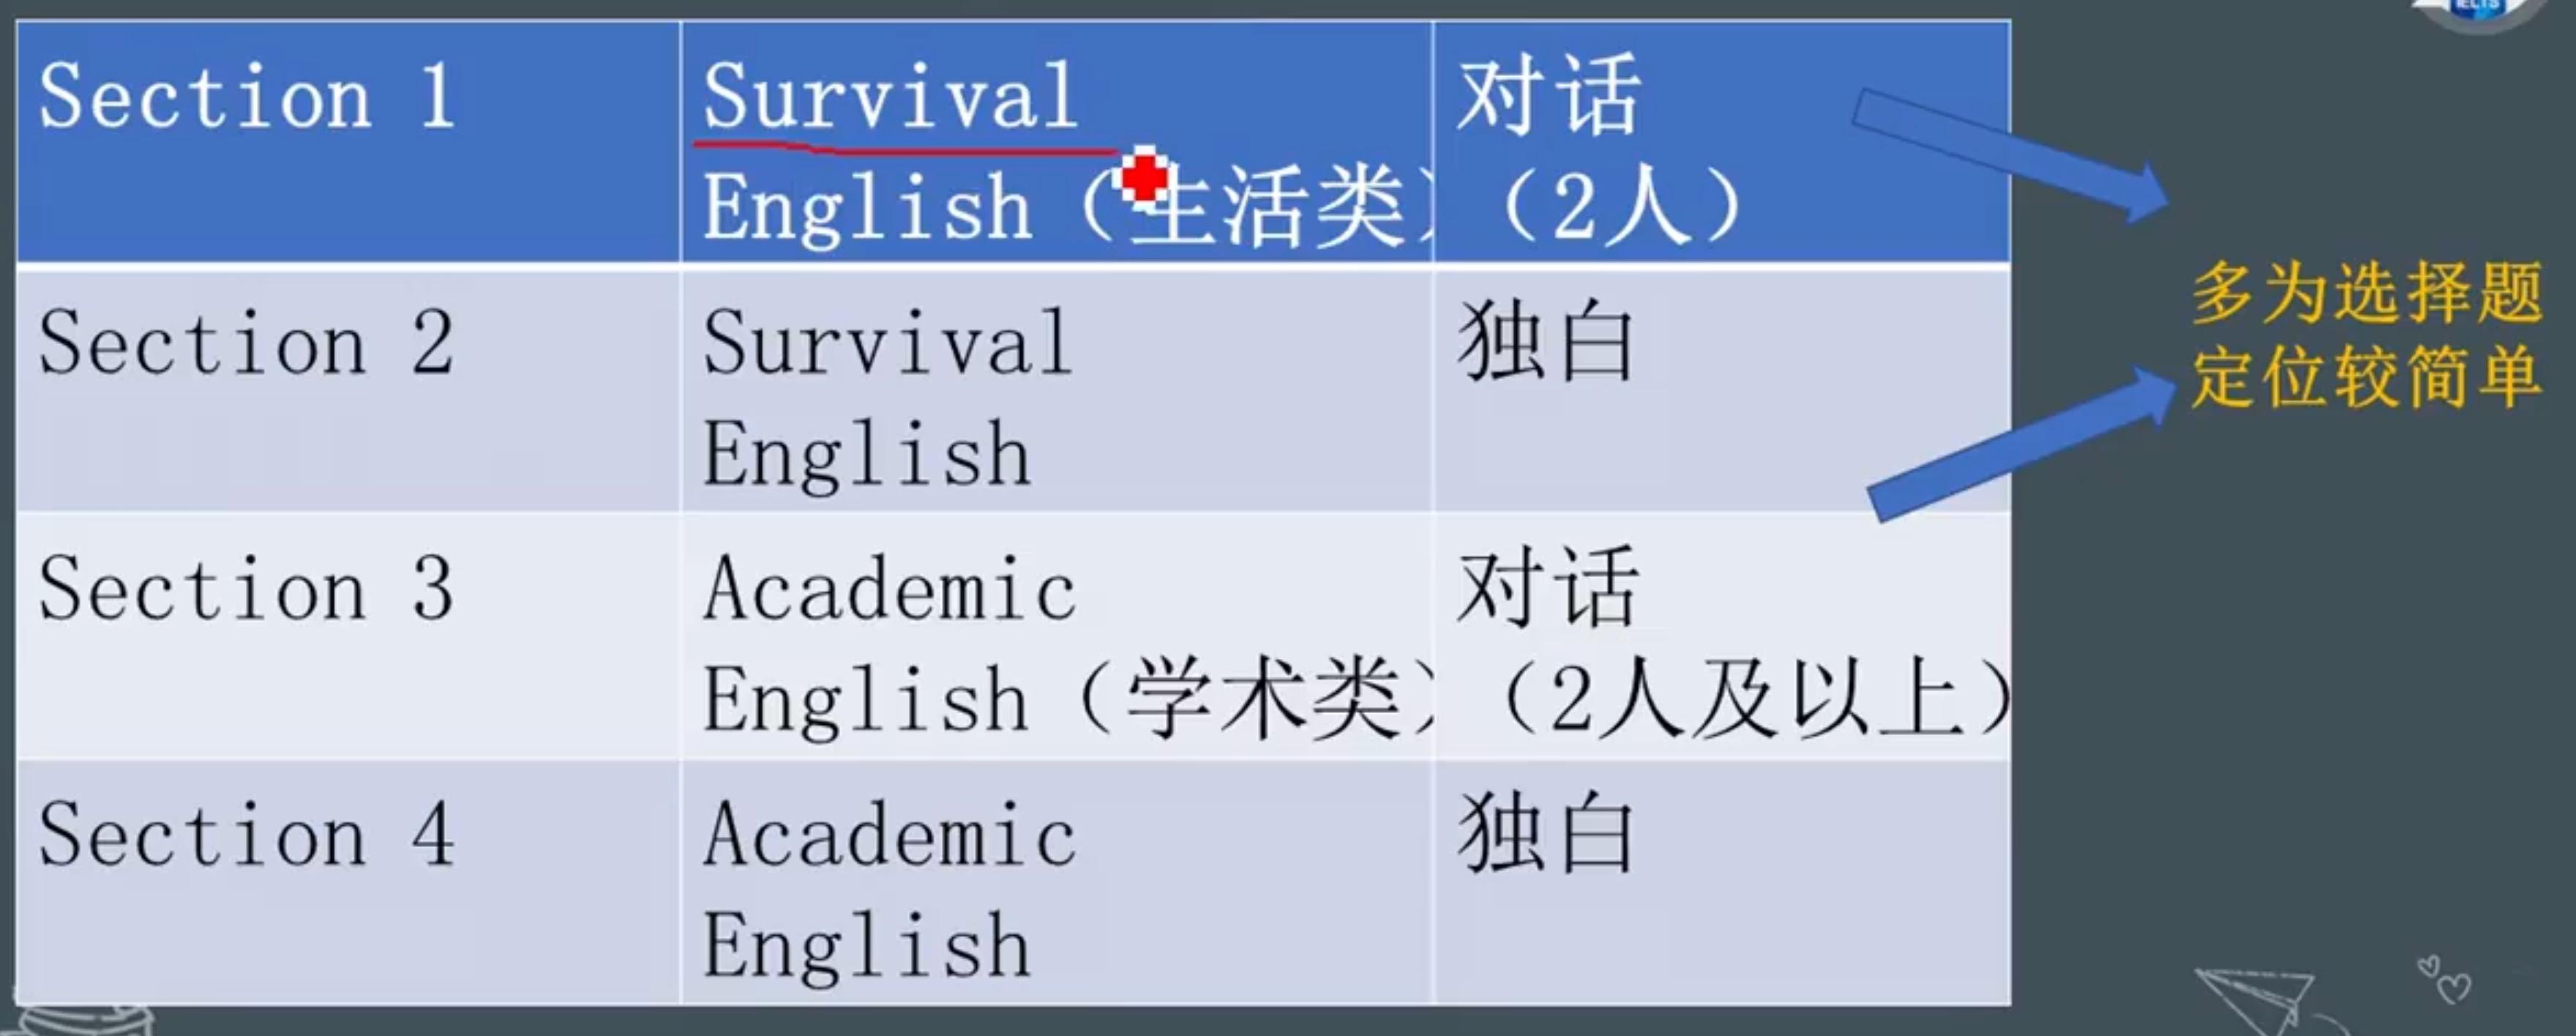 IELTS
Section 1
Survival
English（生活类）
对话
（2人）
多为选择题
定位较简单
Section 2
Survival
English
独白
Section 3
Academic
English（学术类）
对话
（2人及以上）
Section 4
Academic
English
独白